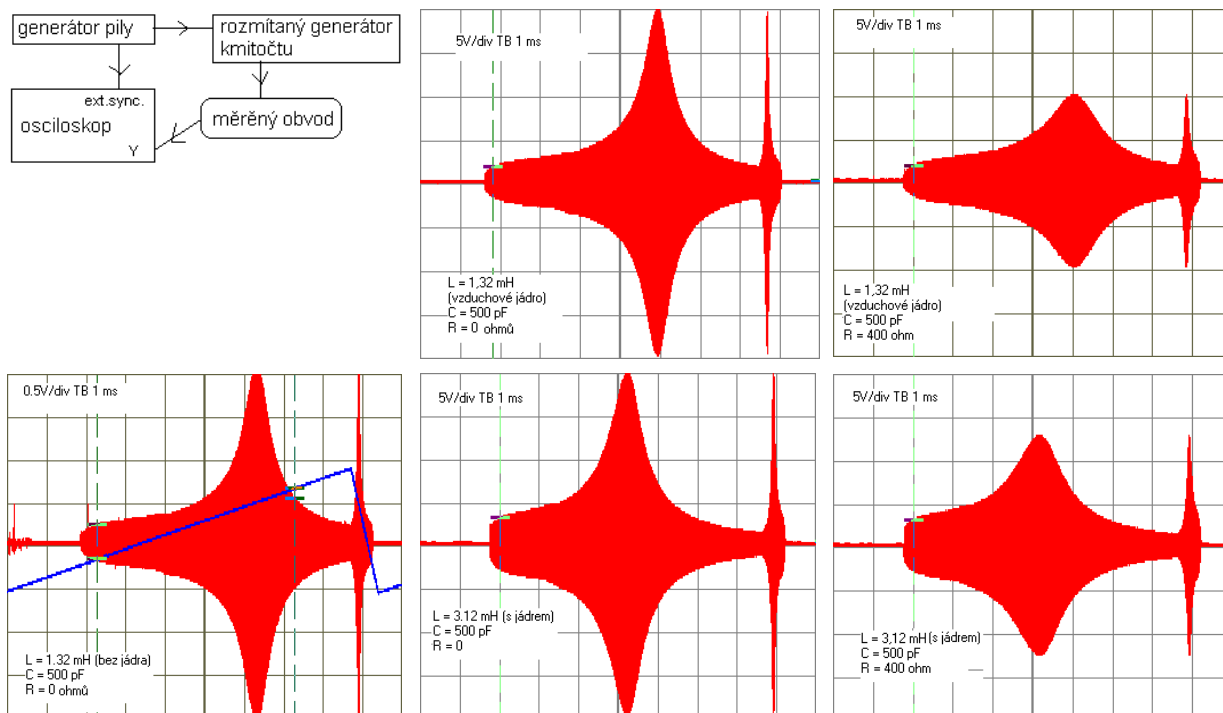 generátor pily
rozmítaný generátor
kmitočtu
ext.sync.
osciloskop
Y
měrěný obvod
5V/div TB 1 ms
L = 1,32 mH
(vzduchové jádro)
C = 500 pF
R = 0 ohmů
5V/div TB 1 ms
L = 1,32 mH
(vzduchové jádro)
C = 500 pF
R = 400 ohm
0.5V/div TB 1 ms
L = 1.32 mH (bez jádra)
C = 500 pF
R = 0 ohmů
5V/div TB 1 ms
L = 3.12 mH (s jádrem)
C = 500 pF
R = 0
5V/div TB 1 ms
L = 3,12 mH (s jádrem)
C = 500 pF
R = 400 ohm